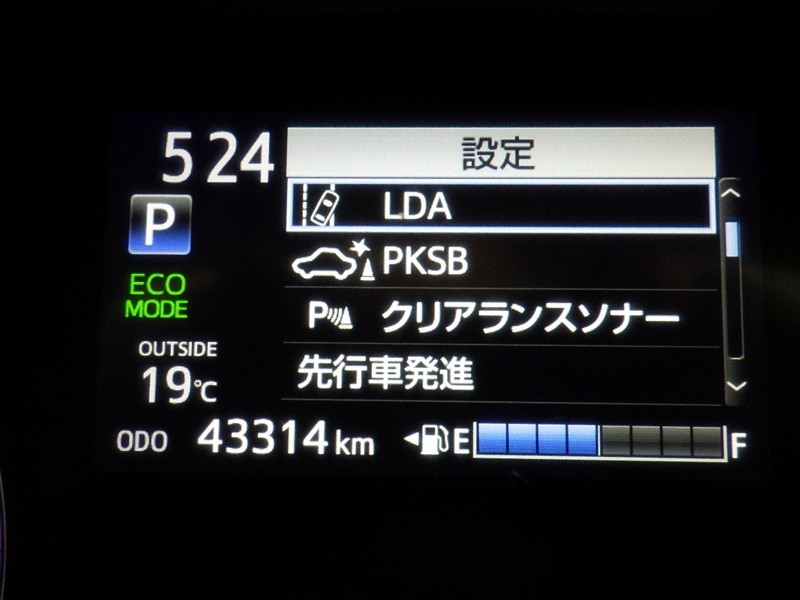 5 24
設定
LDA
P
PKSB
ECO
MODE
P クリアランスソナー
OUTSIDE
19℃
先行車発進
ODO 43314 km E F